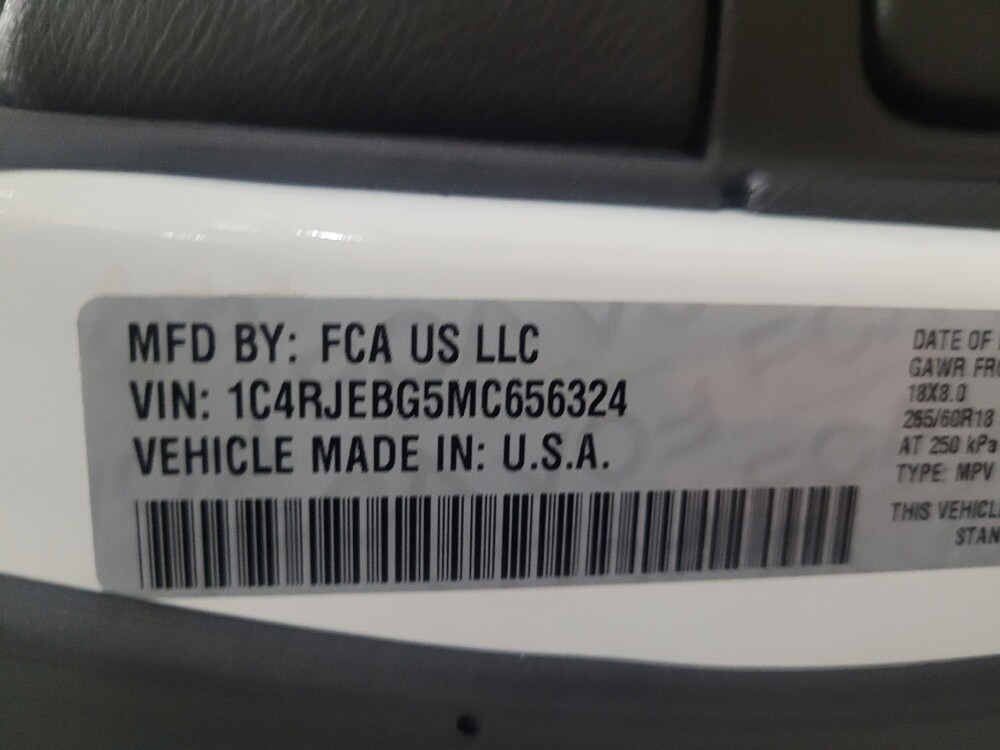 MFD BY: FCA US LLC
VIN: 1C4RJEBG5MC656324
VEHICLE MADE IN: U.S.A.
DATE OF
GAWR FR
18X8.0
265/60R18
AT 250 kPa
TYPE: MPV
THIS VEHICL
STAN